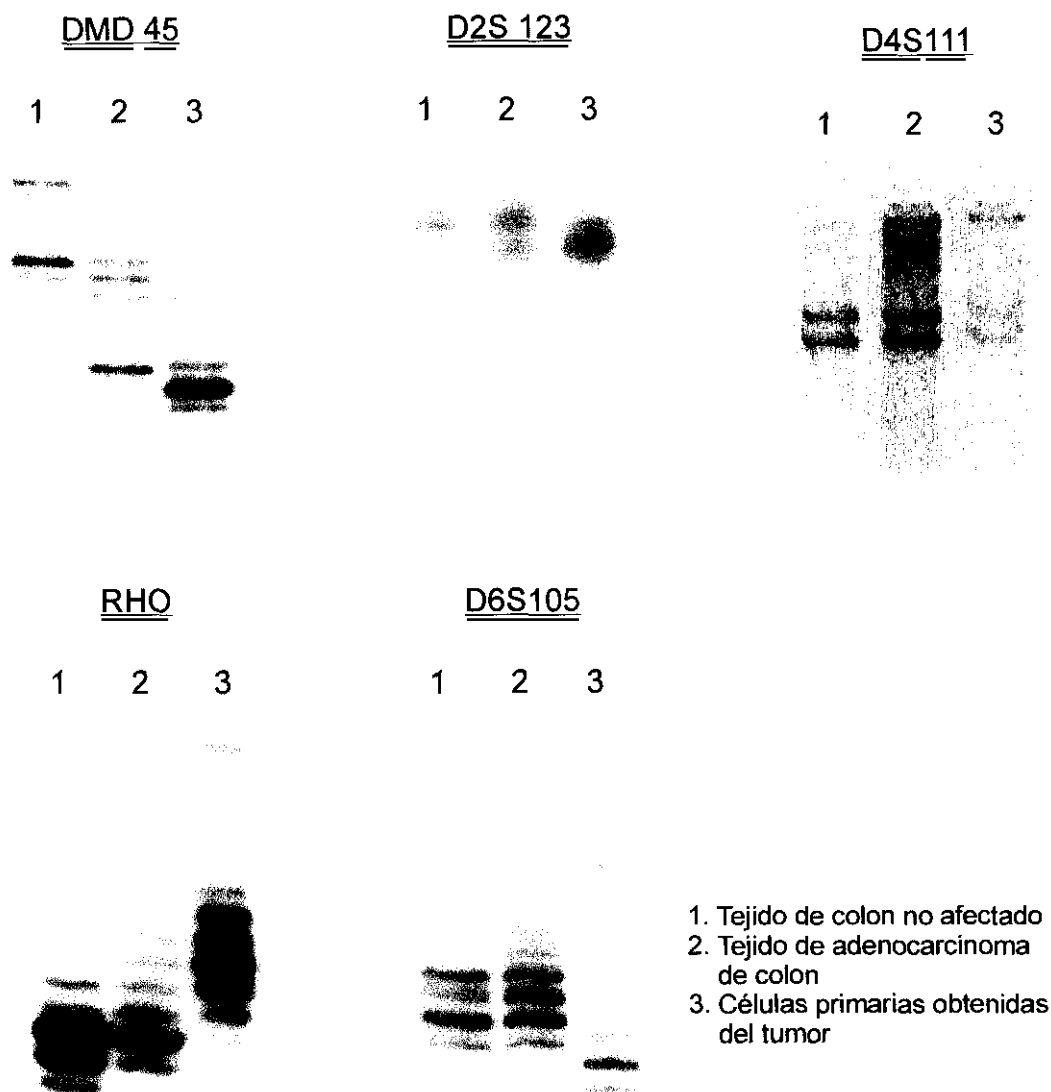 DMD 45
D2S 123
D4S111
1 2 3
1 2 3
1 2 3
RHO
D6S105
1 2 3
1 2 3
1. Tejido de colon no afectado
2. Tejido de adenocarcinoma
de colon
3. Células primarias obtenidas
del tumor